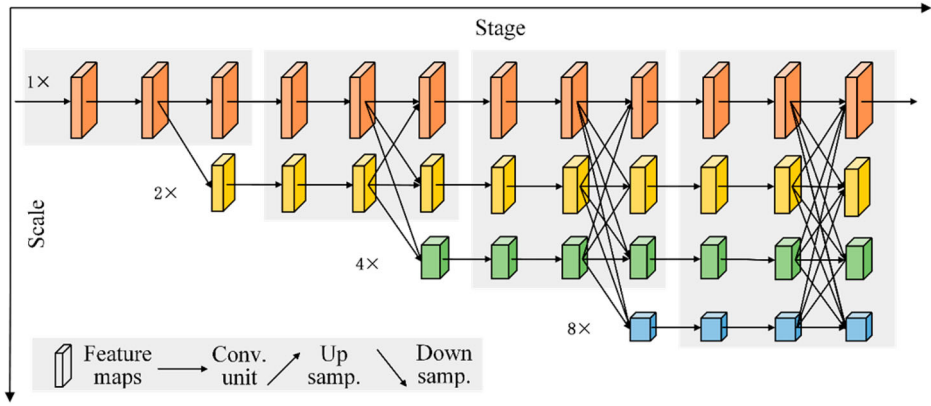 Stage
1×
2×
Scale
4×
8×
Feature maps
Conv. unit
Up samp.
Down samp.